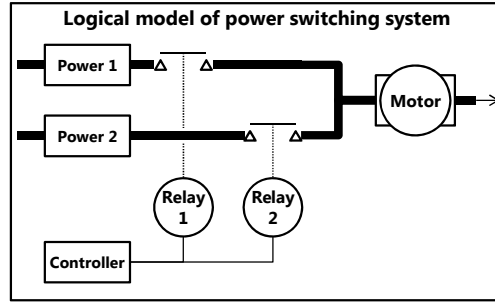 Logical model of power switching system
Power 1
Motor
Power 2
Relay
1
Relay
2
Controller